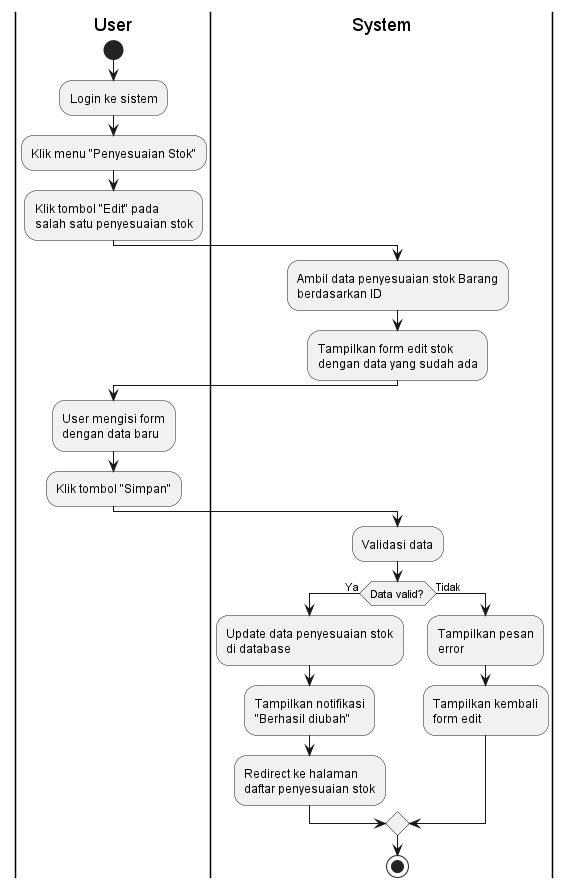 User
System
Login ke sistem
Klik menu "Penyesuaian Stok"
Klik tombol "Edit" pada
salah satu penyesuaian stok
Ambil data penyesuaian stok Barang
berdasarkan ID
Tampilkan form edit stok
dengan data yang sudah ada
User mengisi form
dengan data baru
Klik tombol "Simpan"
Validasi data
Ya
Data valid?
Tidak
Update data penyesuaian stok
di database
Tampilkan notifikasi
"Berhasil diubah"
Redirect ke halaman
daftar penyesuaian stok
Tampilkan pesan
error
Tampilkan kembali
form edit